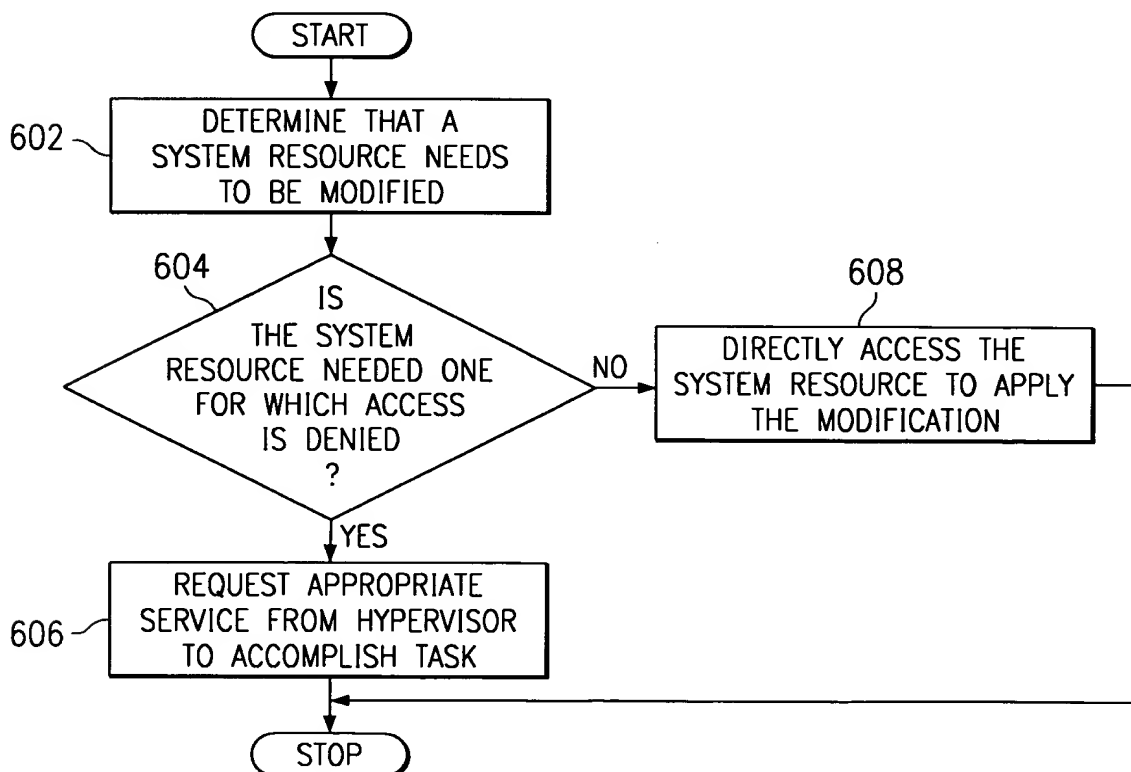 START
602
DETERMINE THAT A
SYSTEM RESOURCE NEEDS
TO BE MODIFIED
604
IS
THE SYSTEM
RESOURCE NEEDED ONE
FOR WHICH ACCESS
IS DENIED
?
NO
608
DIRECTLY ACCESS THE
SYSTEM RESOURCE TO APPLY
THE MODIFICATION
YES
606
REQUEST APPROPRIATE
SERVICE FROM HYPERVISOR
TO ACCOMPLISH TASK
STOP